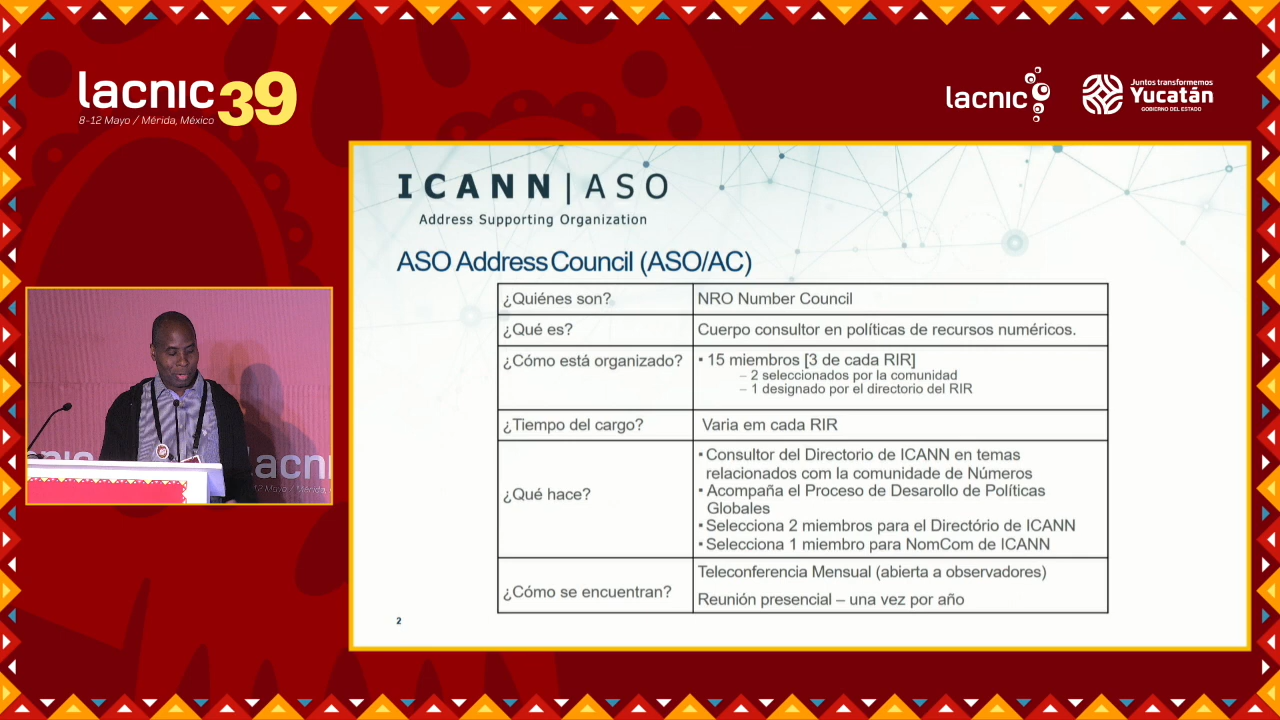 lacnic 39
8-12 Mayo / Mérida, México
lacnic
Juntos transformemos
Yucatán
GOBIERNO DEL ESTADO
ICANN|ASO
Address Supporting Organization
ASO Address Council (ASO/AC)
¿Quiénes son?
NRO Number Council
¿Qué es?
Cuerpo consultor en políticas de recursos numéricos.
¿Cómo está organizado?
▪ 15 miembros [3 de cada RIR]
– 2 seleccionados por la comunidad
– 1 designado por el directorio del RIR
¿Tiempo del cargo?
Varia em cada RIR
¿Qué hace?
▪ Consultor del Directorio de ICANN en temas
relacionados com la comunidade de Números
▪ Acompaña el Proceso de Desarollo de Políticas
Globales
▪ Selecciona 2 miembros para el Directório de ICANN
▪ Selecciona 1 miembro para NomCom de ICANN
¿Cómo se encuentran?
Teleconferencia Mensual (abierta a observadores)
Reunión presencial – una vez por año
2